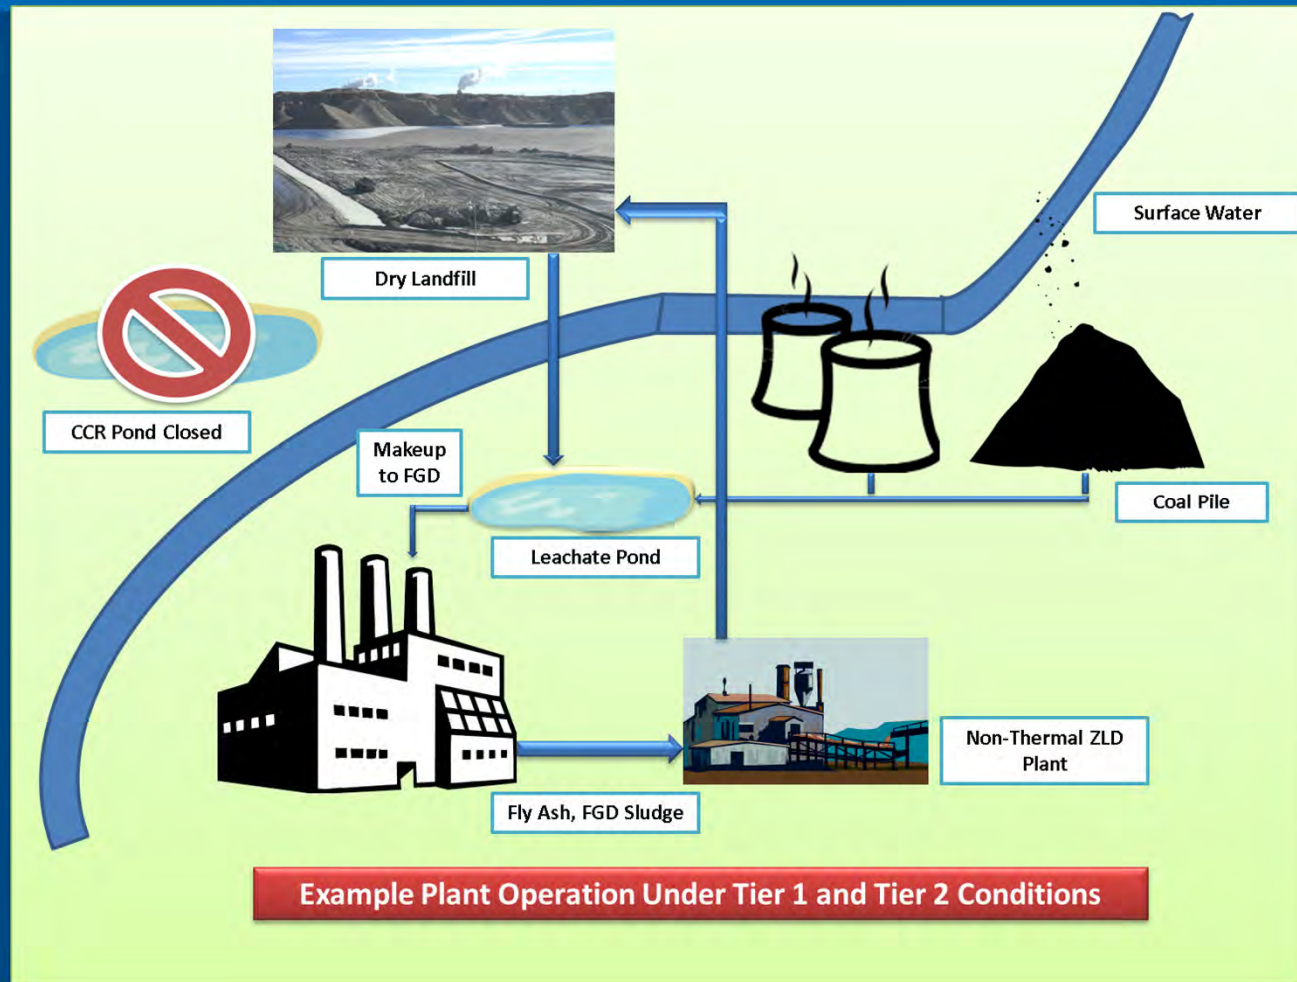 Surface Water
Dry Landfill
CCR Pond Closed
Makeup
to FGD
Coal Pile
Leachate Pond
Non-Thermal ZLD
Plant
Fly Ash, FGD Sludge
Example Plant Operation Under Tier 1 and Tier 2 Conditions